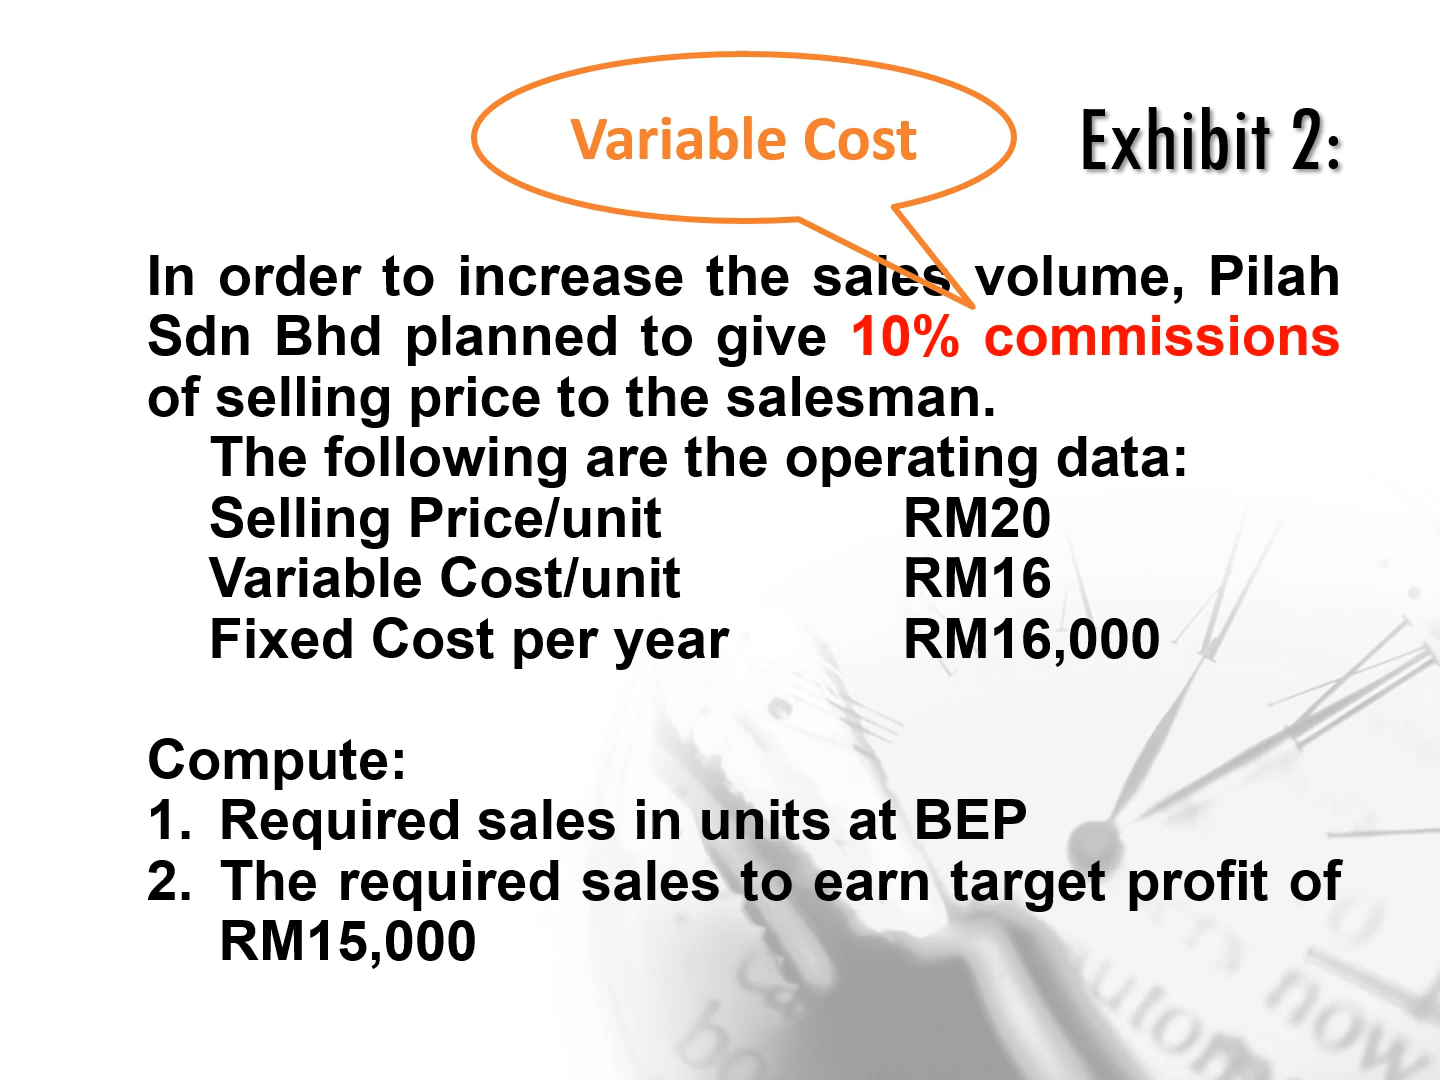 Variable Cost
Exhibit 2:
In order to increase the sales volume, Pilah
Sdn Bhd planned to give 10% commissions
of selling price to the salesman.
The following are the operating data:
Selling Price/unit RM20
Variable Cost/unit RM16
Fixed Cost per year RM16,000
Compute:
1. Required sales in units at BEP
2. The required sales to earn target profit of
RM15,000
now